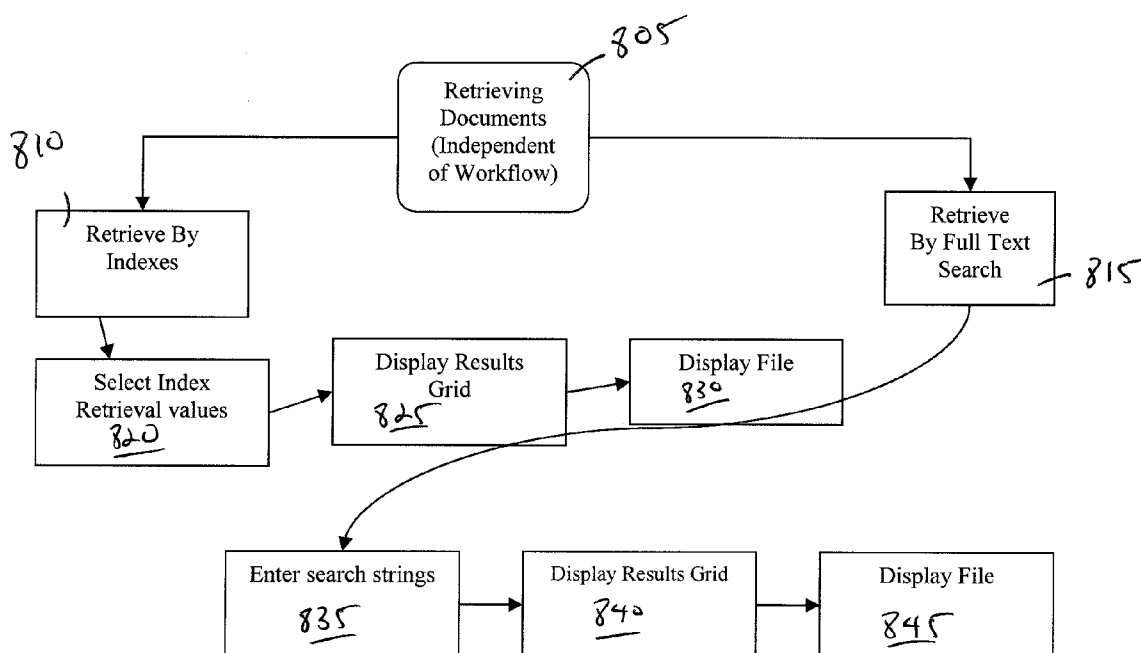 805
Retrieving
Documents
(Independent
of Workflow)
810
Retrieve By
Indexes
Retrieve
By Full Text
Search
815
Select Index
Retrieval values
820
Display Results
Grid
825
Display File
830
Enter search strings
835
Display Results Grid
840
Display File
845